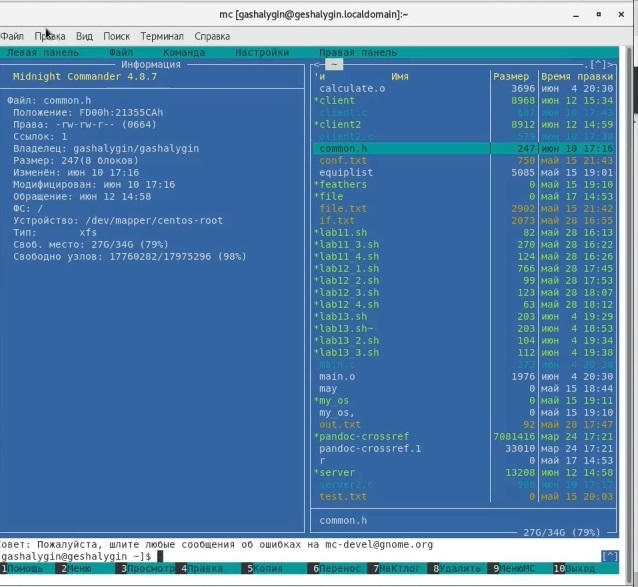 mc [gashalygin@geshalygin.localdomain]:~
Файл Правка Вид Поиск Терминал Справка
Левая панель Файл Команда Настройки Правая панель
Информация
Midnight Commander 4.8.7
Файл: common.h
Положение: FD00h:21355CAh
Права: -rw-rw-r-- (0664)
Ссылок: 1
Владелец: gashalygin/gashalygin
Размер: 247(8 блоков)
Изменён: июн 10 17:16
Модифицирован: июн 10 17:16
Обращение: июн 12 14:58
ФС: /
Устройство: /dev/mapper/centos-root
Тип: xfs
Своб. место: 27G/34G (79%)
Свободно узлов: 17760282/17975296 (98%)
<- ~ .[^]>
'и Имя Размер Время правки
calculate.o 3696 июн 4 20:30
*client 8968 июн 12 15:34
client.c
*client2 8912 июн 12 14:59
client2.c
common.h 247 июн 10 17:16
conf.txt 750 май 15 21:43
equiplist 5085 май 15 19:01
*feathers 0 май 15 19:10
*file 0 май 17 14:53
file.txt 2902 май 15 21:42
if.txt 2073 май 28 16:55
*lab11.sh 82 май 28 16:13
*lab11_3.sh 270 май 28 16:22
*lab11_4.sh 124 май 28 16:26
*lab12_1.sh 766 май 28 17:45
*lab12_2.sh 99 май 28 17:53
*lab12_3.sh 123 май 28 18:07
*lab12_4.sh 63 май 28 18:12
*lab13.sh 203 июн 4 19:29
*lab13.sh~ 203 июн 4 18:53
*lab13_2.sh 104 июн 4 19:34
*lab13_3.sh 112 июн 4 19:38
main.c
main.o 1976 июн 4 20:30
may 0 май 15 18:44
*my_os 0 май 15 19:11
my_os, 0 май 15 19:10
out.txt 92 май 28 17:47
*pandoc-crossref 7081416 мар 24 17:21
pandoc-crossref.1 33010 мар 24 17:21
r 0 май 17 14:53
*server 13208 июн 12 14:58
server2.c
test.txt 0 май 15 20:03
common.h
27G/34G (79%)
Совет: Пожалуйста, шлите любые сообщения об ошибках на mc-devel@gnome.org
gashalygin@geshalygin ~]$ [^]
1Помощь 2Меню 3Просмотр 4Правка 5Копия 6Перенос 7НвКтлог 8Удалить 9МенюМС 10Выход